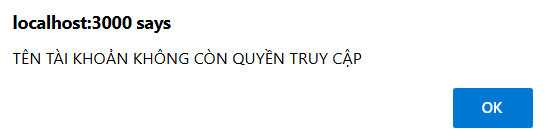 localhost:3000 says
TÊN TÀI KHOẢN KHÔNG CÒN QUYỀN TRUY CẬP
OK